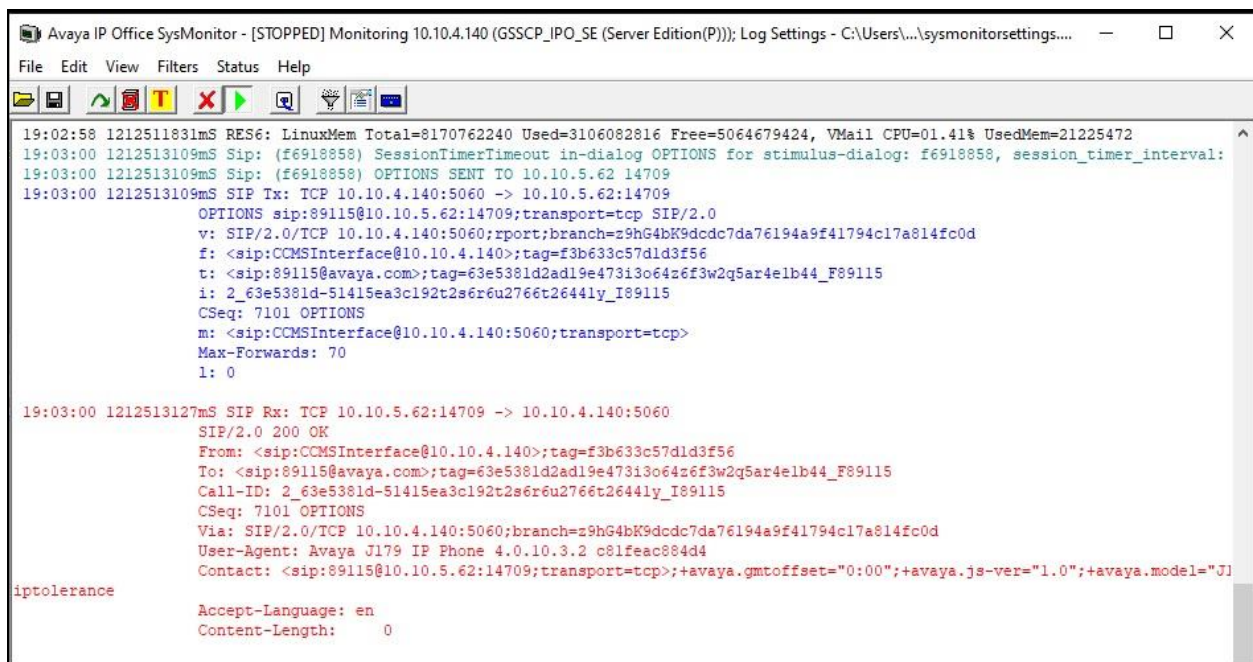 Avaya IP Office SysMonitor - [STOPPED] Monitoring 10.10.4.140 (GSSCP_IPO_SE (Server Edition(P))); Log Settings - C:\Users\...\sysmonitorsettings....
File Edit View Filters Status Help
T
19:02:58 1212511831mS RES6: LinuxMem Total=8170762240 Used=3106082816 Free=5064679424, VMail CPU=01.41% UsedMem=21225472
19:03:00 1212513109mS Sip: (f6918858) SessionTimerTimeout in-dialog OPTIONS for stimulus-dialog: f6918858, session_timer_interval:
19:03:00 1212513109mS Sip: (f6918858) OPTIONS SENT TO 10.10.5.62 14709
19:03:00 1212513109mS SIP Tx: TCP 10.10.4.140:5060 -> 10.10.5.62:14709
OPTIONS sip:89115@10.10.5.62:14709;transport=tcp SIP/2.0
v: SIP/2.0/TCP 10.10.4.140:5060;rport;branch=z9hG4bK9dcdc7da76194a9f41794c17a814fc0d
f: <sip:CCMSInterface@10.10.4.140>;tag=f3b633c57d1d3f56
t: <sip:89115@avaya.com>;tag=63e5381d2ad19e473i3o64z6f3w2q5ar4e1b44_F89115
i: 2_63e5381d-51415ea3c192t2s6r6u2766t26441y_I89115
CSeq: 7101 OPTIONS
m: <sip:CCMSInterface@10.10.4.140:5060;transport=tcp>
Max-Forwards: 70
l: 0
19:03:00 1212513127mS SIP Rx: TCP 10.10.5.62:14709 -> 10.10.4.140:5060
SIP/2.0 200 OK
From: <sip:CCMSInterface@10.10.4.140>;tag=f3b633c57d1d3f56
To: <sip:89115@avaya.com>;tag=63e5381d2ad19e473i3o64z6f3w2q5ar4e1b44_F89115
Call-ID: 2_63e5381d-51415ea3c192t2s6r6u2766t26441y_I89115
CSeq: 7101 OPTIONS
Via: SIP/2.0/TCP 10.10.4.140:5060;branch=z9hG4bK9dcdc7da76194a9f41794c17a814fc0d
User-Agent: Avaya J179 IP Phone 4.0.10.3.2 c81feac884d4
Contact: <sip:89115@10.10.5.62:14709;transport=tcp>;+avaya.gmtoffset="0:00";+avaya.js-ver="1.0";+avaya.model="J1
iptolerance
Accept-Language: en
Content-Length: 0